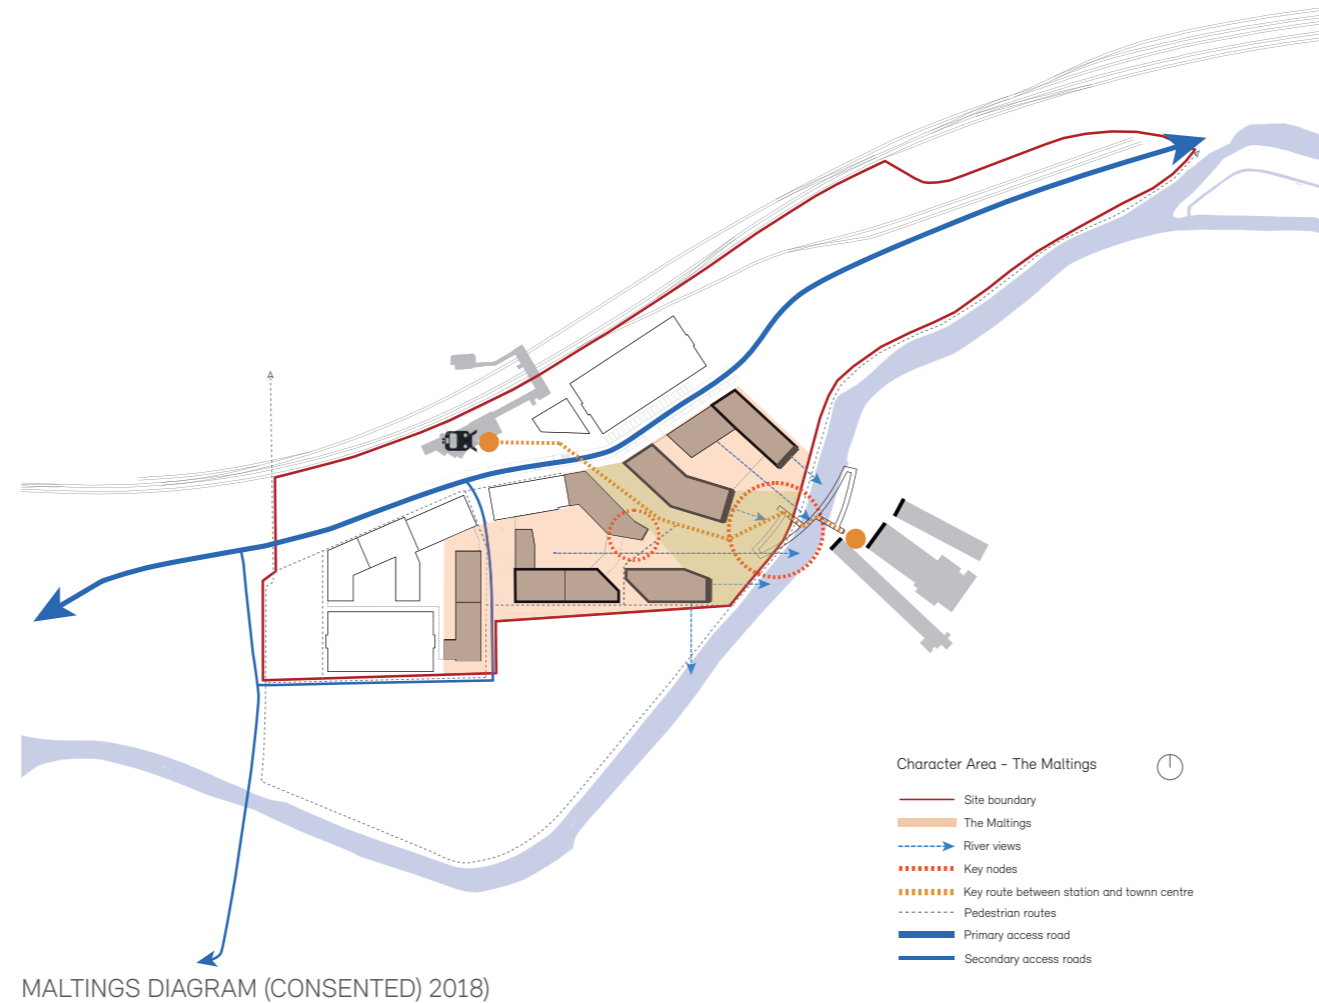 Character Area - The Maltings
Site boundary
The Maltings
River views
Key nodes
Key route between station and townn centre
Pedestrian routes
Primary access road
Secondary access roads
MALTINGS DIAGRAM (CONSENTED) 2018)